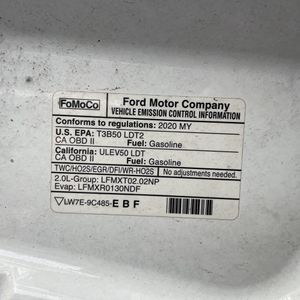 FoMoCo
Ford Motor Company
VEHICLE EMISSION CONTROL INFORMATION
Conforms to regulations: 2020 MY
U.S. EPA: T3B50 LDT2
CA OBD II Fuel: Gasoline
California: ULEV50 LDT
CA OBD II Fuel: Gasoline
TWC/HO2S/EGR/DFI/WR-HO2S No adjustments needed.
2.0L-Group: LFMXT02.02NP
Evap: LFMXR0130NDF
LW7E-9C485-EBF